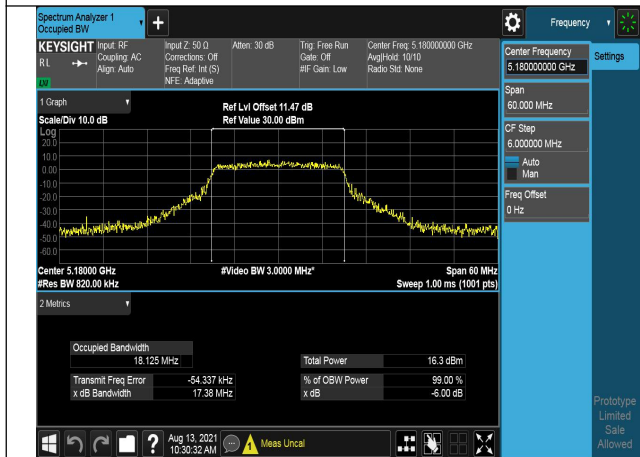 Spectrum Analyzer 1
Occupied BW
Frequency
KEYSIGHT
Input: RF
Input Z: 50 Ω
Atten: 30 dB
Trig: Free Run
Center Freq: 5.180000000 GHz
R L
Coupling: AC
Corrections: Off
Gate: Off
Avg|Hold: 10/10
Align: Auto
Freq Ref: Int (S)
#IF Gain: Low
Radio Std: None
NFE: Adaptive
LXI
Center Frequency
5.180000000 GHz
Settings
Span
60.000 MHz
CF Step
6.000000 MHz
Auto
Man
Freq Offset
0 Hz
1 Graph
Ref Lvl Offset 11.47 dB
Scale/Div 10.0 dB
Ref Value 30.00 dBm
Log
20.0
10.0
0.00
-10.0
-20.0
-30.0
-40.0
-50.0
-60.0
Center 5.18000 GHz
#Video BW 3.0000 MHz*
Span 60 MHz
#Res BW 820.00 kHz
Sweep 1.00 ms (1001 pts)
2 Metrics
Occupied Bandwidth
18.125 MHz
Total Power
16.3 dBm
Transmit Freq Error
-54.337 kHz
% of OBW Power
99.00 %
x dB Bandwidth
17.38 MHz
x dB
-6.00 dB
Prototype
Limited
Sale
Allowed
?
Aug 13, 2021
10:30:32 AM
1
Meas Uncal